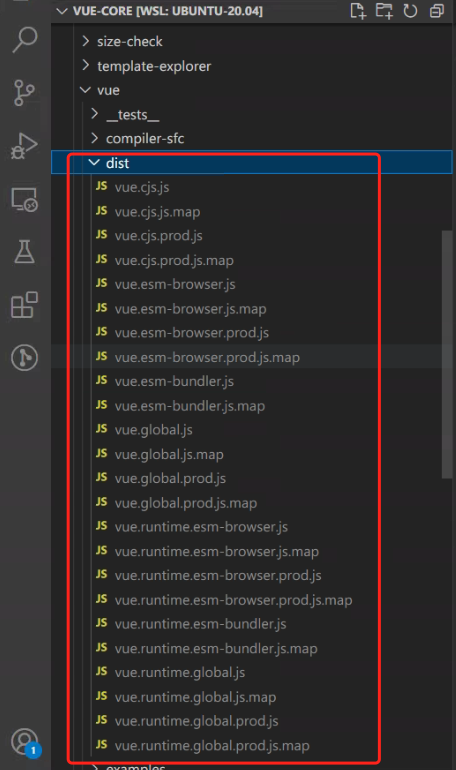 VUE-CORE [WSL: UBUNTU-20.04]
size-check
template-explorer
vue
__tests__
compiler-sfc
dist
JS vue.cjs.js
JS vue.cjs.js.map
JS vue.cjs.prod.js
JS vue.cjs.prod.js.map
JS vue.esm-browser.js
JS vue.esm-browser.js.map
JS vue.esm-browser.prod.js
JS vue.esm-browser.prod.js.map
JS vue.esm-bundler.js
JS vue.esm-bundler.js.map
JS vue.global.js
JS vue.global.js.map
JS vue.global.prod.js
JS vue.global.prod.js.map
JS vue.runtime.esm-browser.js
JS vue.runtime.esm-browser.js.map
JS vue.runtime.esm-browser.prod.js
JS vue.runtime.esm-browser.prod.js.map
JS vue.runtime.esm-bundler.js
JS vue.runtime.esm-bundler.js.map
JS vue.runtime.global.js
JS vue.runtime.global.js.map
JS vue.runtime.global.prod.js
JS vue.runtime.global.prod.js.map
1
examples